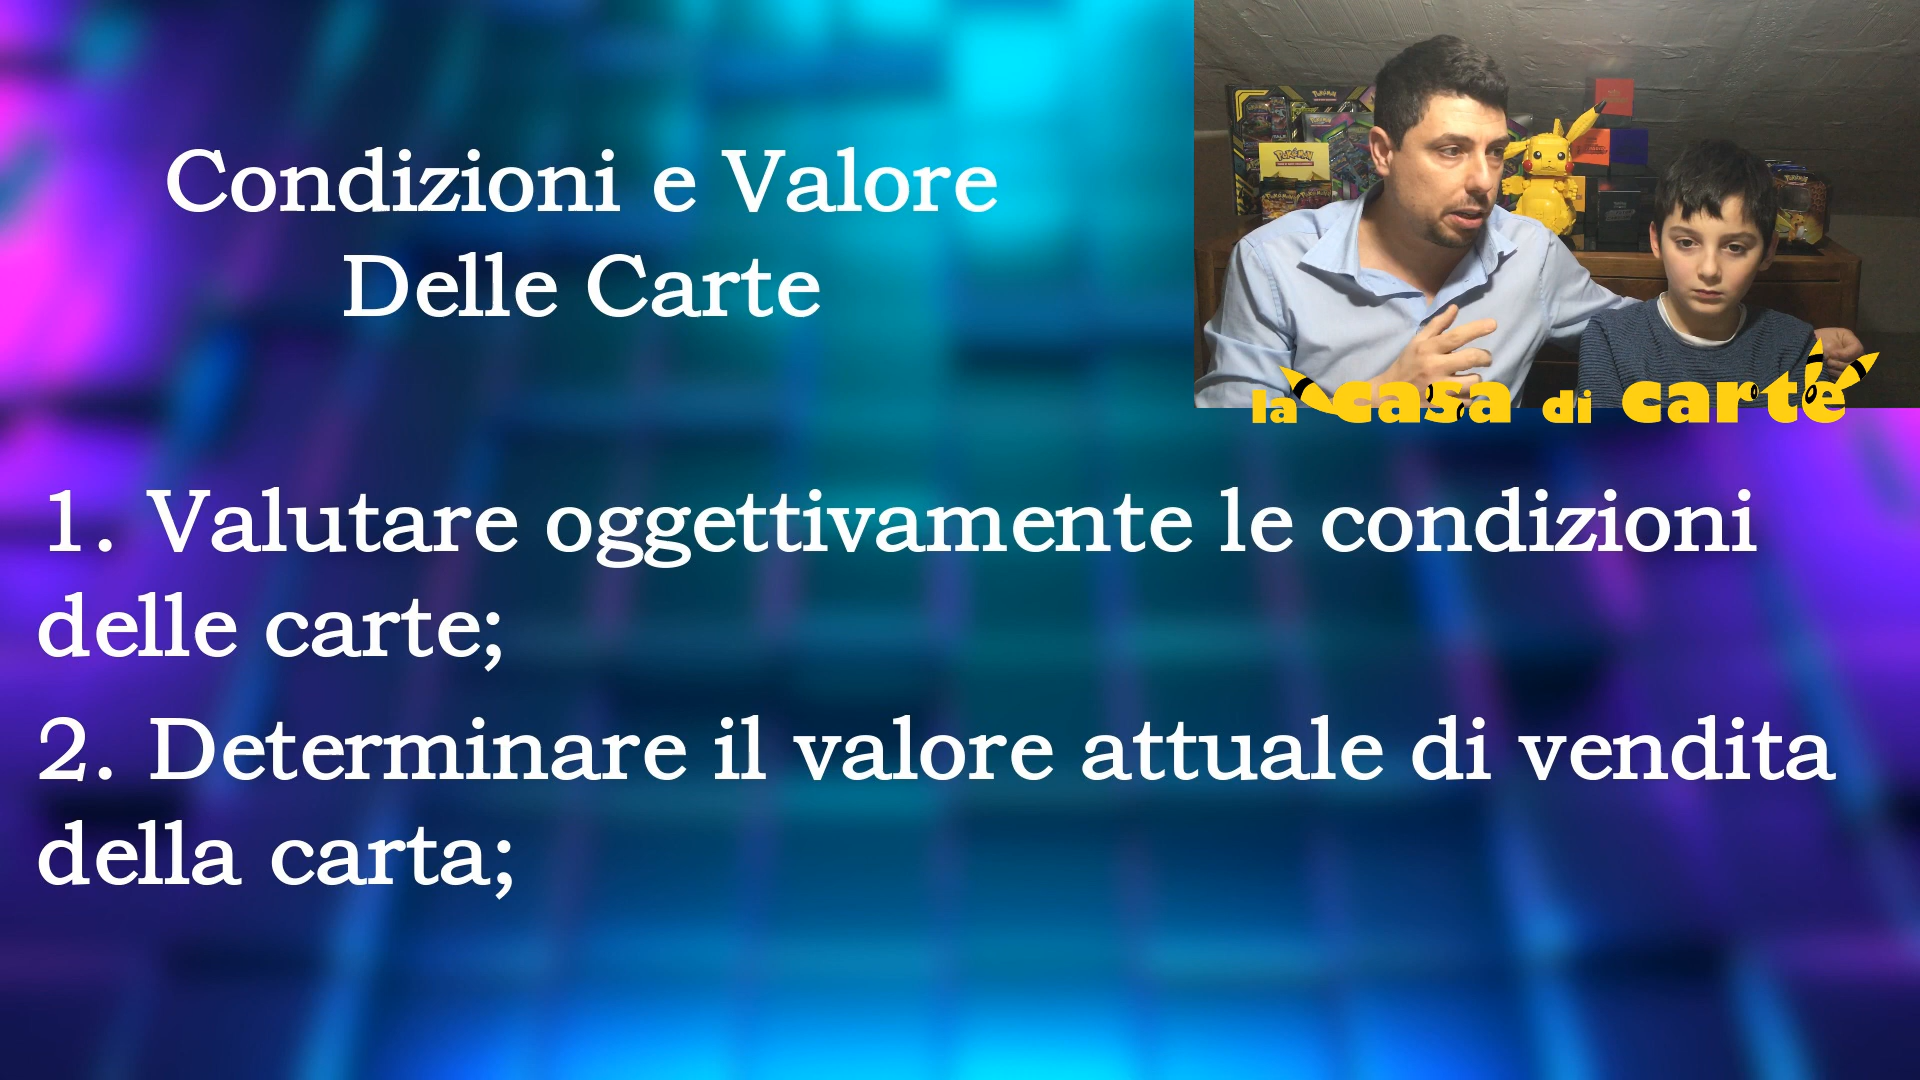 Condizioni e Valore
Delle Carte
Pokémon
la casa di carte
1. Valutare oggettivamente le condizioni
delle carte;
2. Determinare il valore attuale di vendita
della carta;